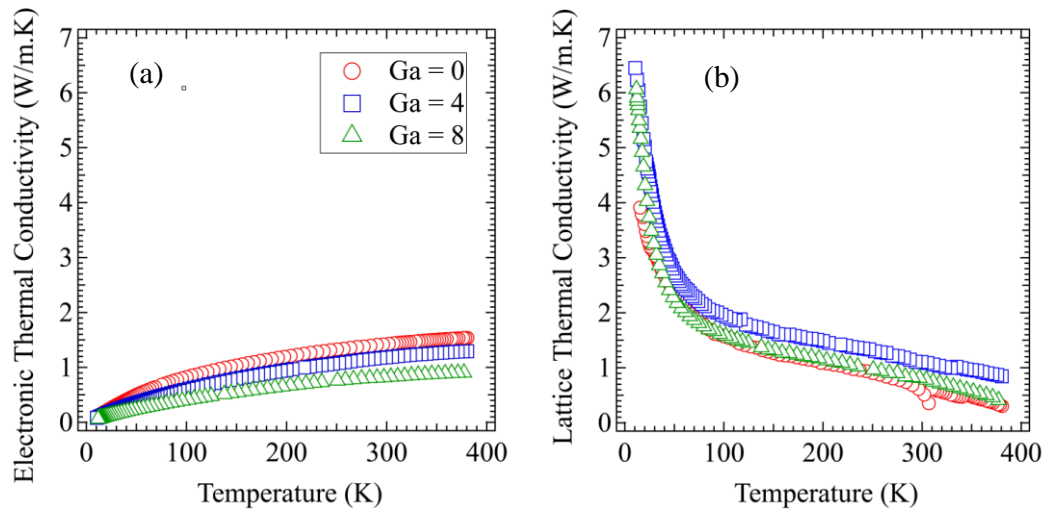 Electronic Thermal Conductivity (W/m.K)
7
6
5
4
3
2
1
0
(a)
Ga = 0
Ga = 4
Ga = 8
0
100
200
300
400
Temperature (K)
Lattice Thermal Conductivity (W/m.K)
7
6
5
4
3
2
1
0
(b)
0
100
200
300
400
Temperature (K)